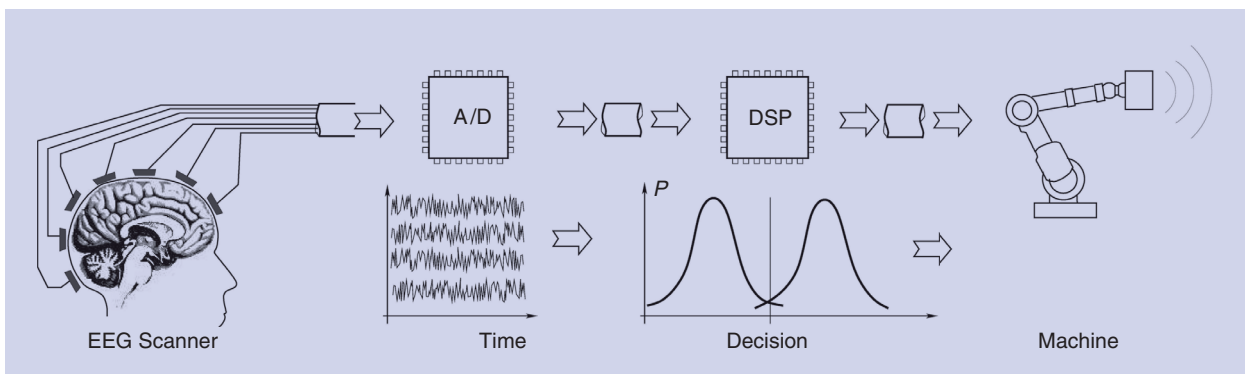 A/D
DSP
P
EEG Scanner
Time
Decision
Machine